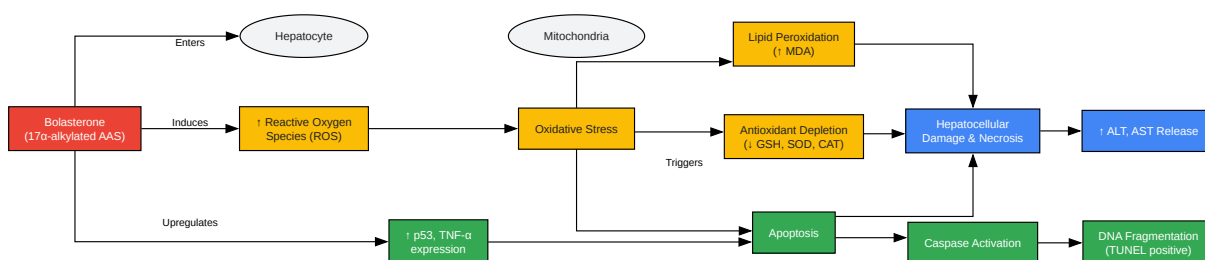 Enters
Hepatocyte
Mitochondria
Lipid Peroxidation
(↑ MDA)
Bolasterone
(17α-alkylated AAS)
Induces
↑ Reactive Oxygen
Species (ROS)
Oxidative Stress
Triggers
Antioxidant Depletion
(↓ GSH, SOD, CAT)
Hepatocellular
Damage & Necrosis
↑ ALT, AST Release
Upregulates
↑ p53, TNF-α
expression
Apoptosis
Caspase Activation
DNA Fragmentation
(TUNEL positive)